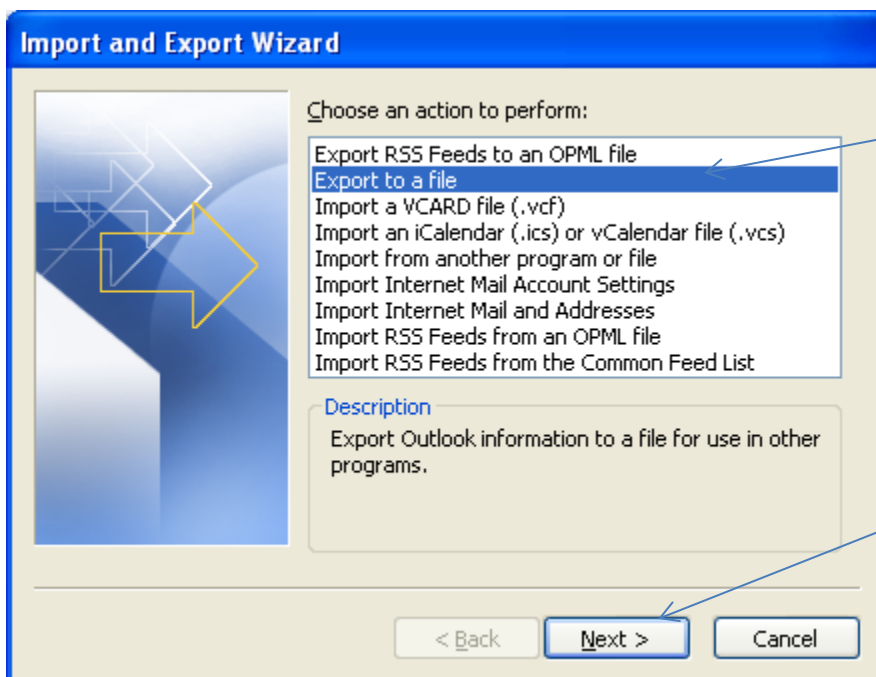 Import and Export Wizard
Choose an action to perform:
Export RSS Feeds to an OPML file
Export to a file
Import a VCARD file (.vcf)
Import an iCalendar (.ics) or vCalendar file (.vcs)
Import from another program or file
Import Internet Mail Account Settings
Import Internet Mail and Addresses
Import RSS Feeds from an OPML file
Import RSS Feeds from the Common Feed List
Description
Export Outlook information to a file for use in other
programs.
< Back Next > Cancel